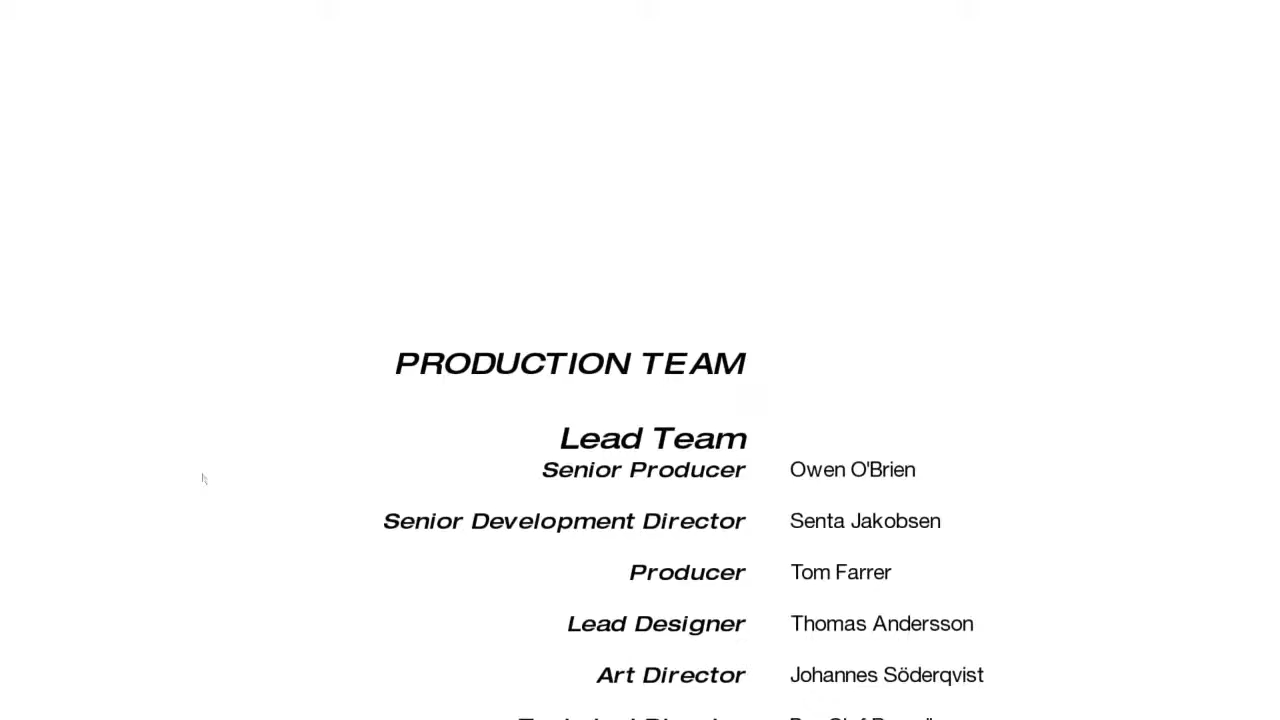 PRODUCTION TEAM
Lead Team
Senior Producer Owen O'Brien
Senior Development Director Senta Jakobsen
Producer Tom Farrer
Lead Designer Thomas Andersson
Art Director Johannes Söderqvist